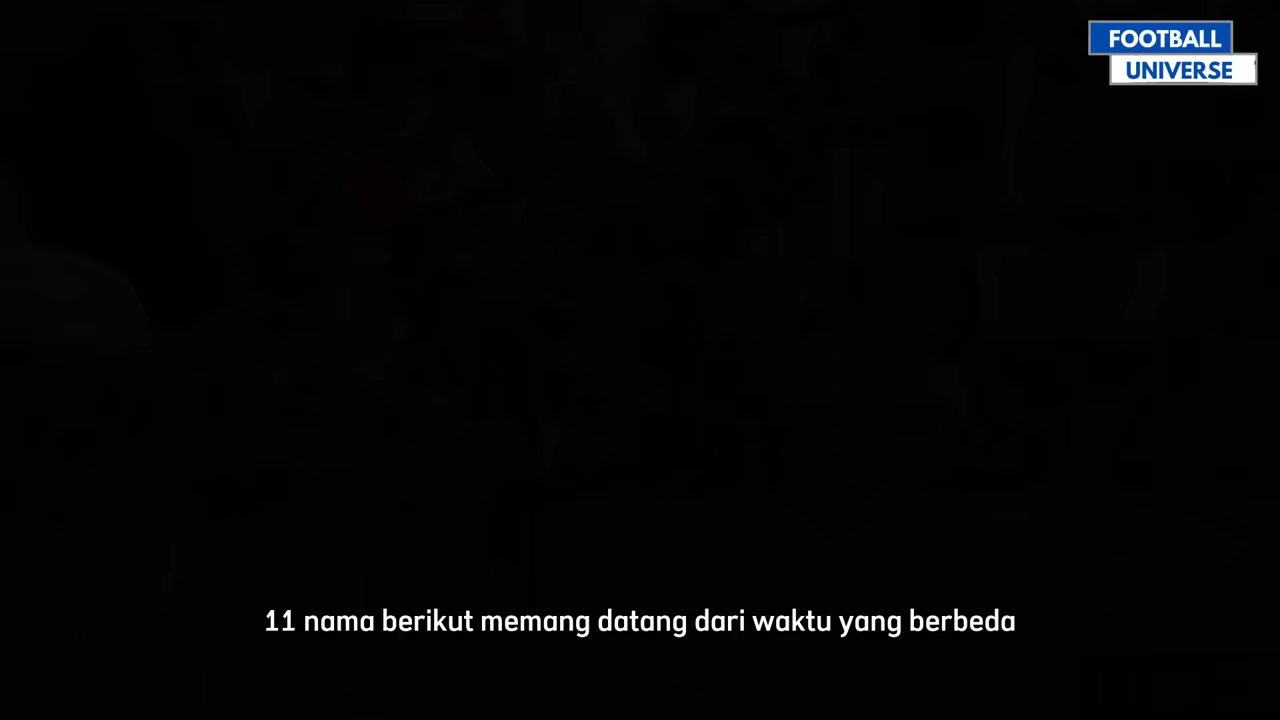 FOOTBALL
UNIVERSE
11 nama berikut memang datang dari waktu yang berbeda